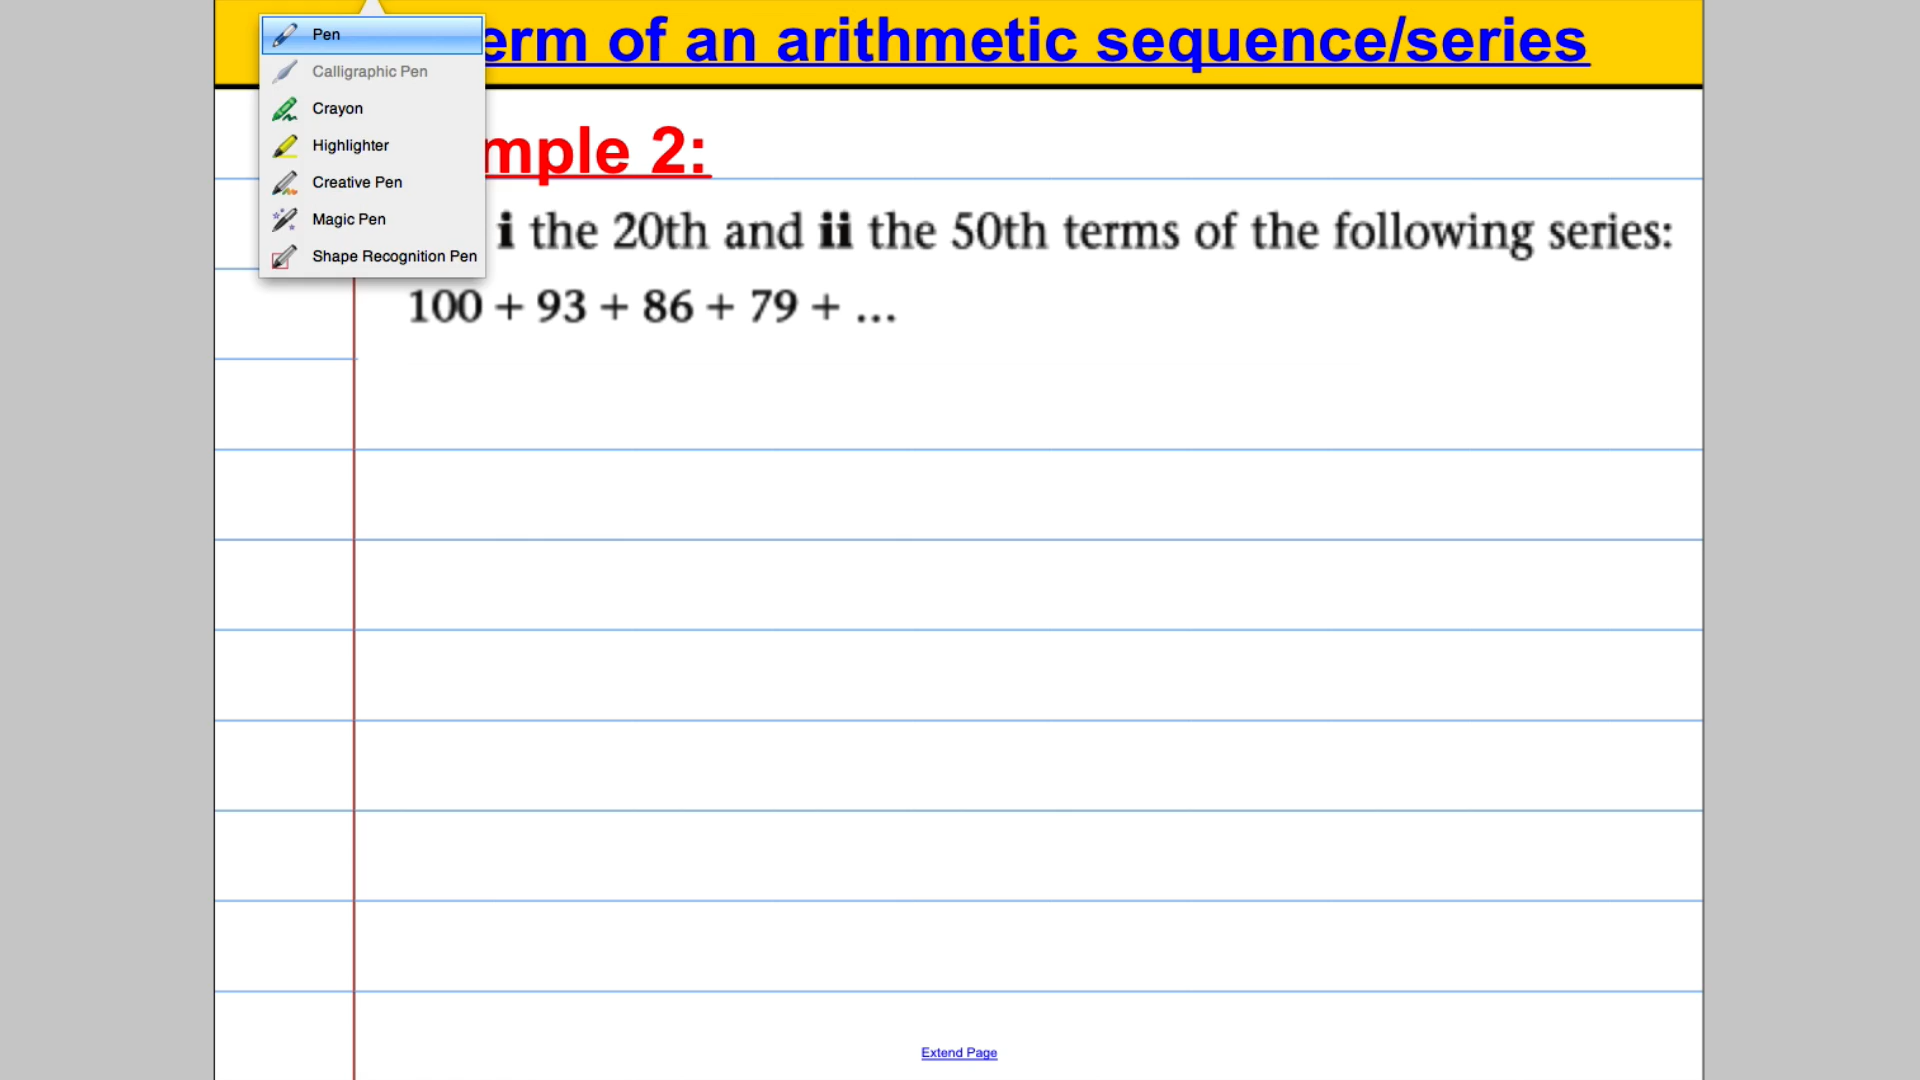 erm of an arithmetic sequence/series
Pen
Calligraphic Pen
Crayon
Highlighter
Creative Pen
Magic Pen
Shape Recognition Pen
mple 2:
i the 20th and ii the 50th terms of the following series:
100 + 93 + 86 + 79 + ...
Extend Page